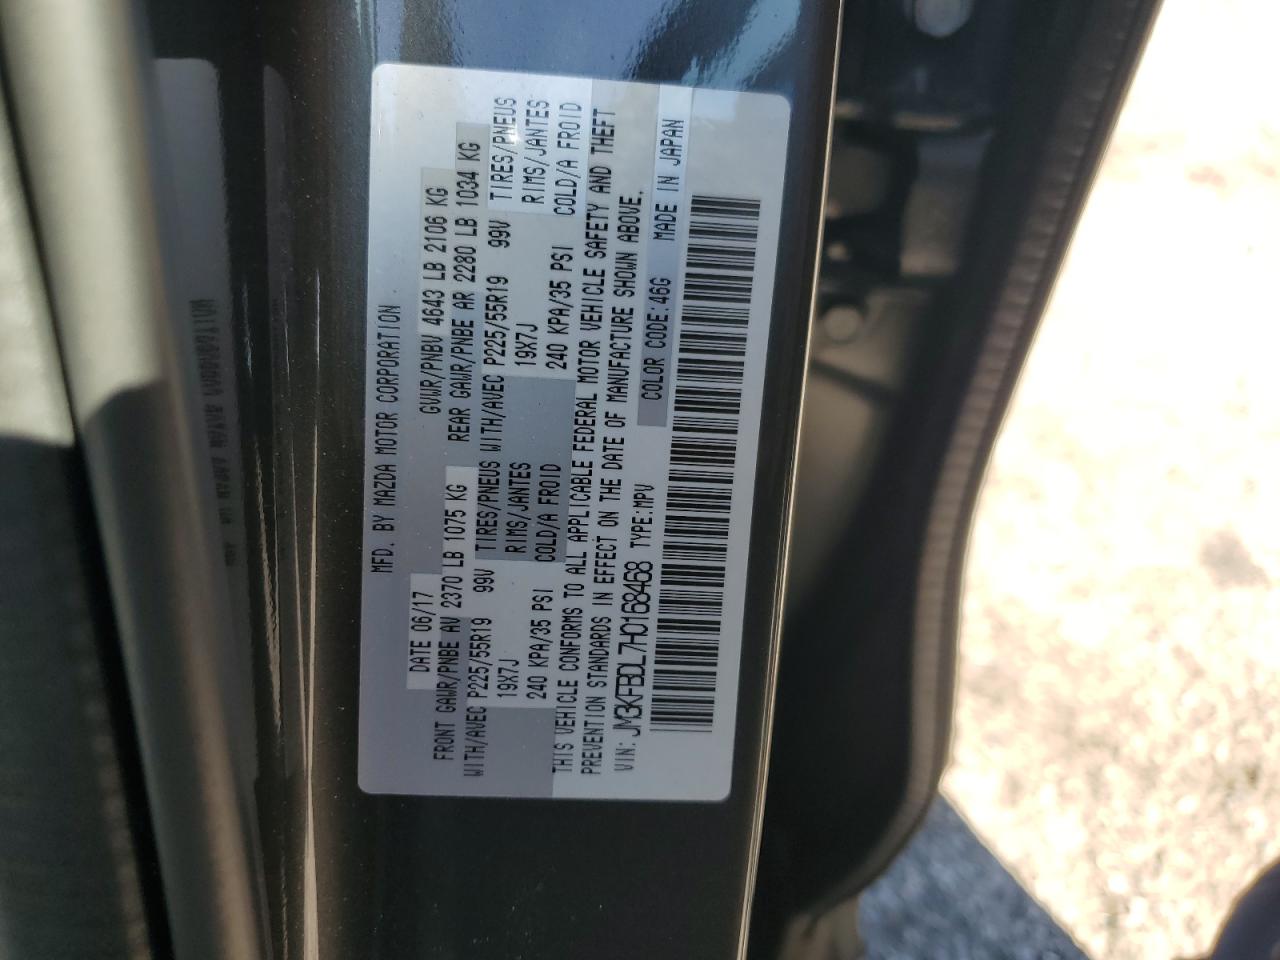 MFD. BY MAZDA MOTOR CORPORATION
DATE 06/17 GVWR/PNBV 4643 LB 2106 KG
FRONT GAWR/PNBE AV 2370 LB 1075 KG REAR GAWR/PNBE AR 2280 LB 1034 KG
WITH/AVEC P225/55R19 99V TIRES/PNEUS WITH/AVEC P225/55R19 99V TIRES/PNEUS
19X7J RIMS/JANTES 19X7J RIMS/JANTES
240 KPA/35 PSI COLD/A FROID 240 KPA/35 PSI COLD/A FROID
THIS VEHICLE CONFORMS TO ALL APPLICABLE FEDERAL MOTOR VEHICLE SAFETY AND THEFT
PREVENTION STANDARDS IN EFFECT ON THE DATE OF MANUFACTURE SHOWN ABOVE.
VIN: JM3KFBDL7H0168468 TYPE:MPV COLOR CODE:46G MADE IN JAPAN